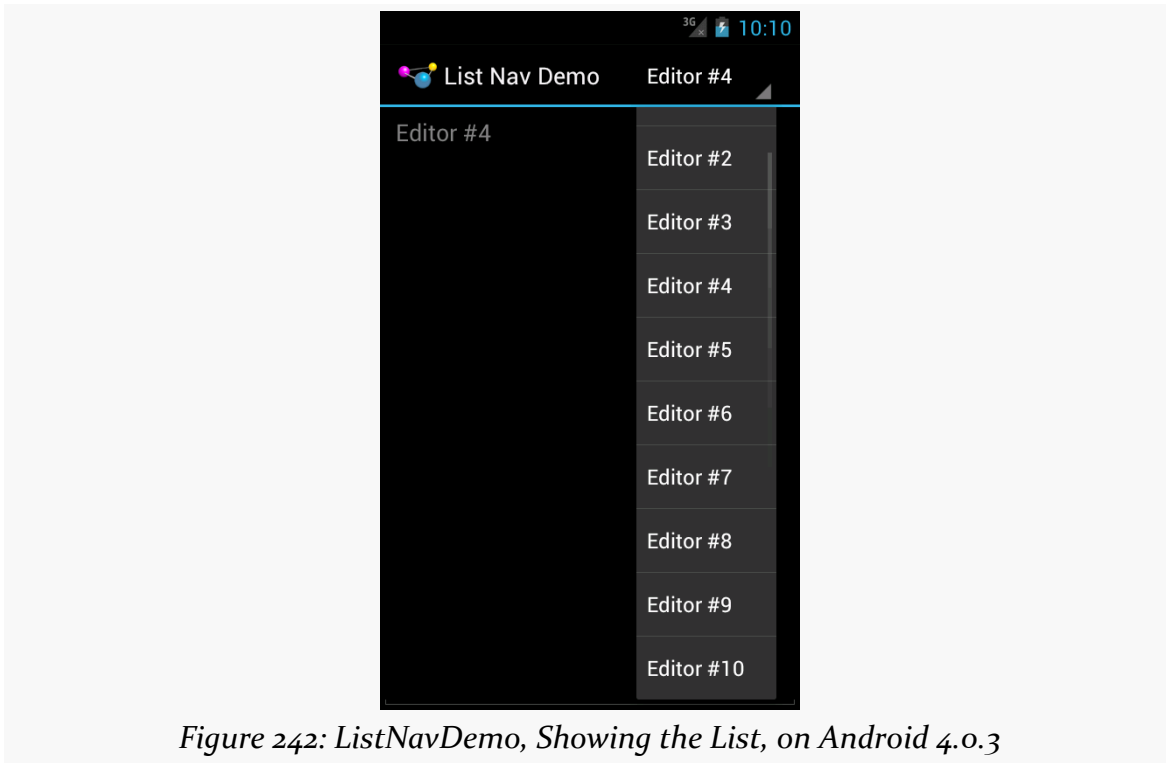 3G 10:10
List Nav Demo Editor #4
Editor #4
Editor #2
Editor #3
Editor #4
Editor #5
Editor #6
Editor #7
Editor #8
Editor #9
Editor #10
Figure 242: ListNavDemo, Showing the List, on Android 4.0.3